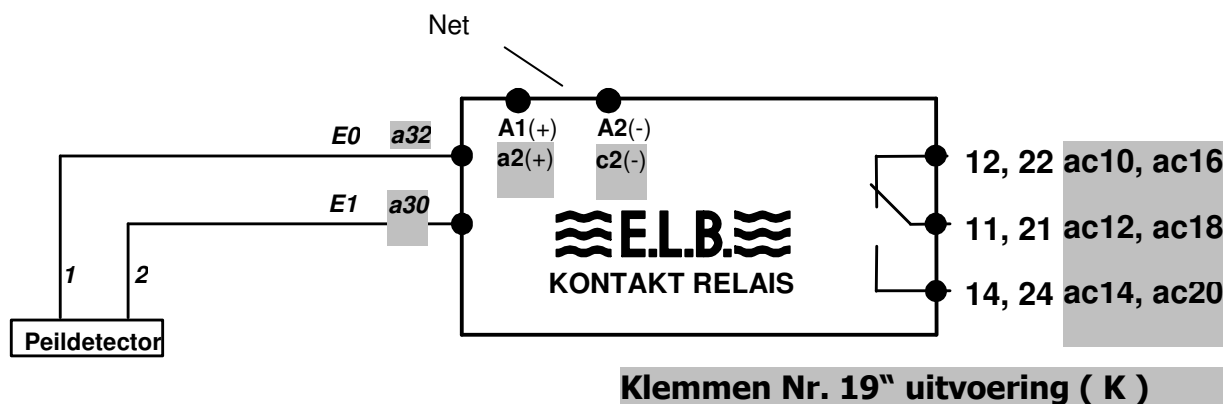 Net
A1(+) A2(-)
a2(+) c2(-)
E0 a32
E1 a30
1 2
Peildetector
E.L.B.
KONTAKT RELAIS
12, 22 ac10, ac16
11, 21 ac12, ac18
14, 24 ac14, ac20
Klemmen Nr. 19“ uitvoering ( K )